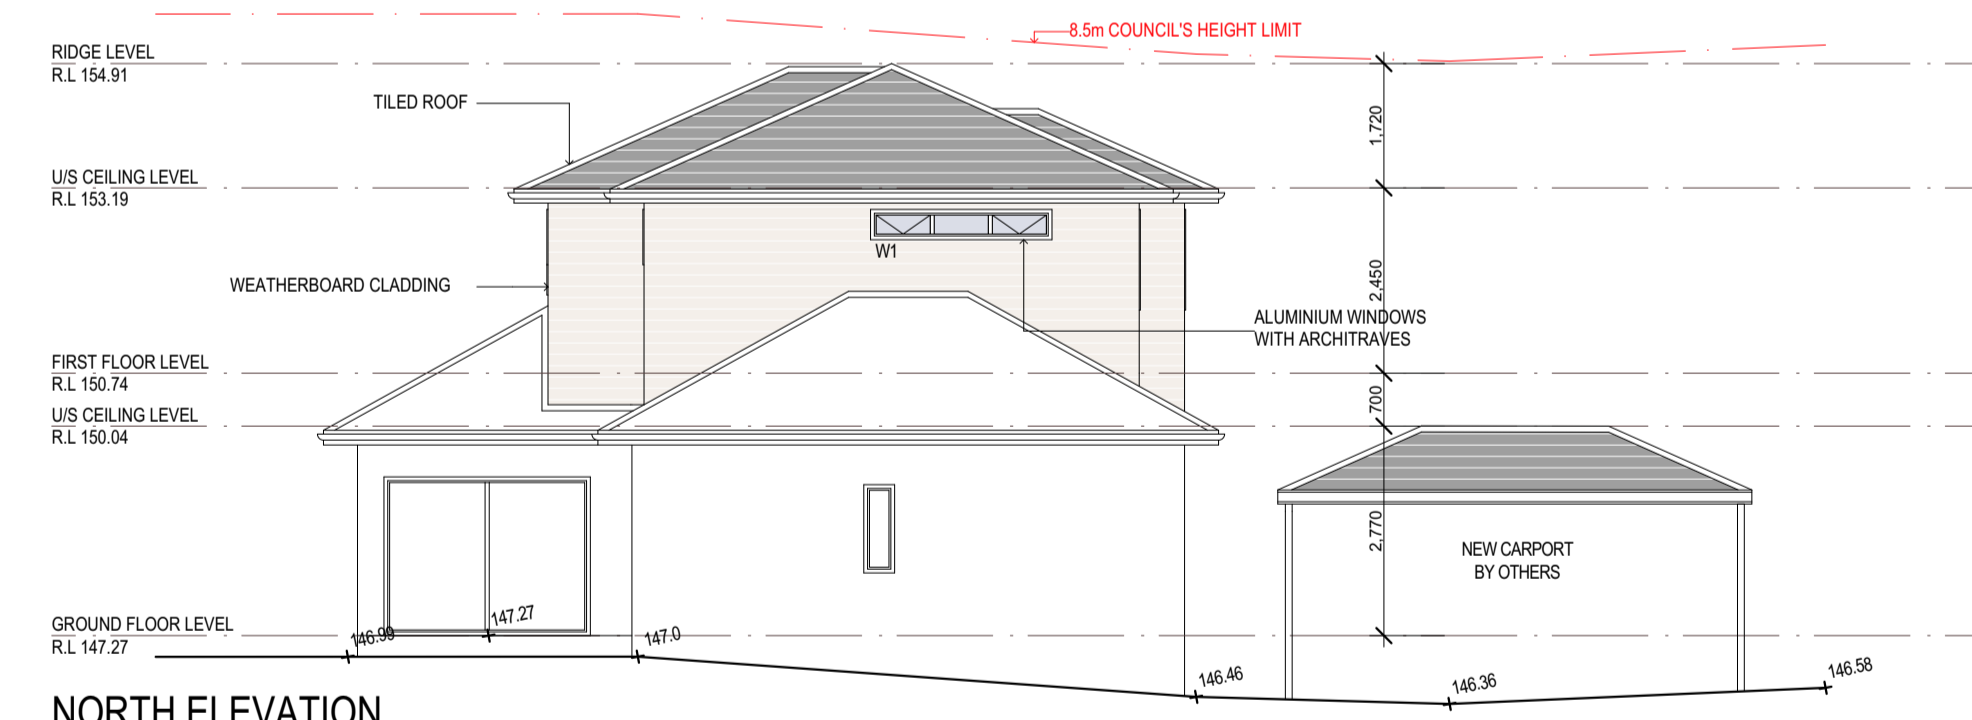 8.5m COUNCIL'S HEIGHT LIMIT
RIDGE LEVEL
R.L 154.91
TILED ROOF
1,720
U/S CEILING LEVEL
R.L 153.19
W1
WEATHERBOARD CLADDING
2,450
ALUMINIUM WINDOWS
WITH ARCHITRAVES
FIRST FLOOR LEVEL
R.L 150.74
700
U/S CEILING LEVEL
R.L 150.04
2,770
NEW CARPORT
BY OTHERS
GROUND FLOOR LEVEL
R.L 147.27
146.99
147.27
147.0
146.46
146.36
146.58
NORTH ELEVATION